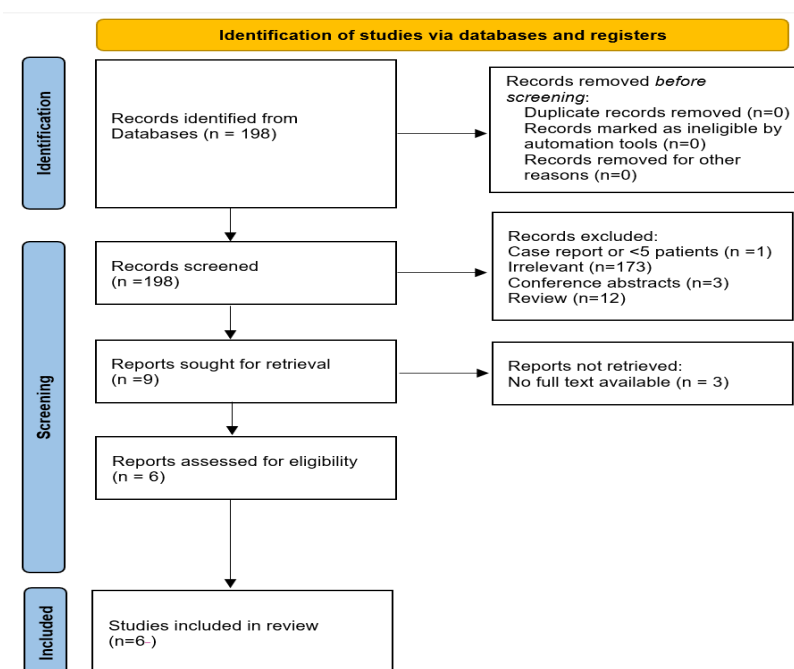 Identification of studies via databases and registers
Identification
Records identified from
Databases (n = 198)
Records removed before
screening:
Duplicate records removed (n=0)
Records marked as ineligible by
automation tools (n=0)
Records removed for other
reasons (n=0)
Screening
Records screened
(n =198)
Records excluded:
Case report or <5 patients (n =1)
Irrelevant (n=173)
Conference abstracts (n=3)
Review (n=12)
Reports sought for retrieval
(n =9)
Reports not retrieved:
No full text available (n = 3)
Reports assessed for eligibility
(n = 6)
Included
Studies included in review
(n=6-)